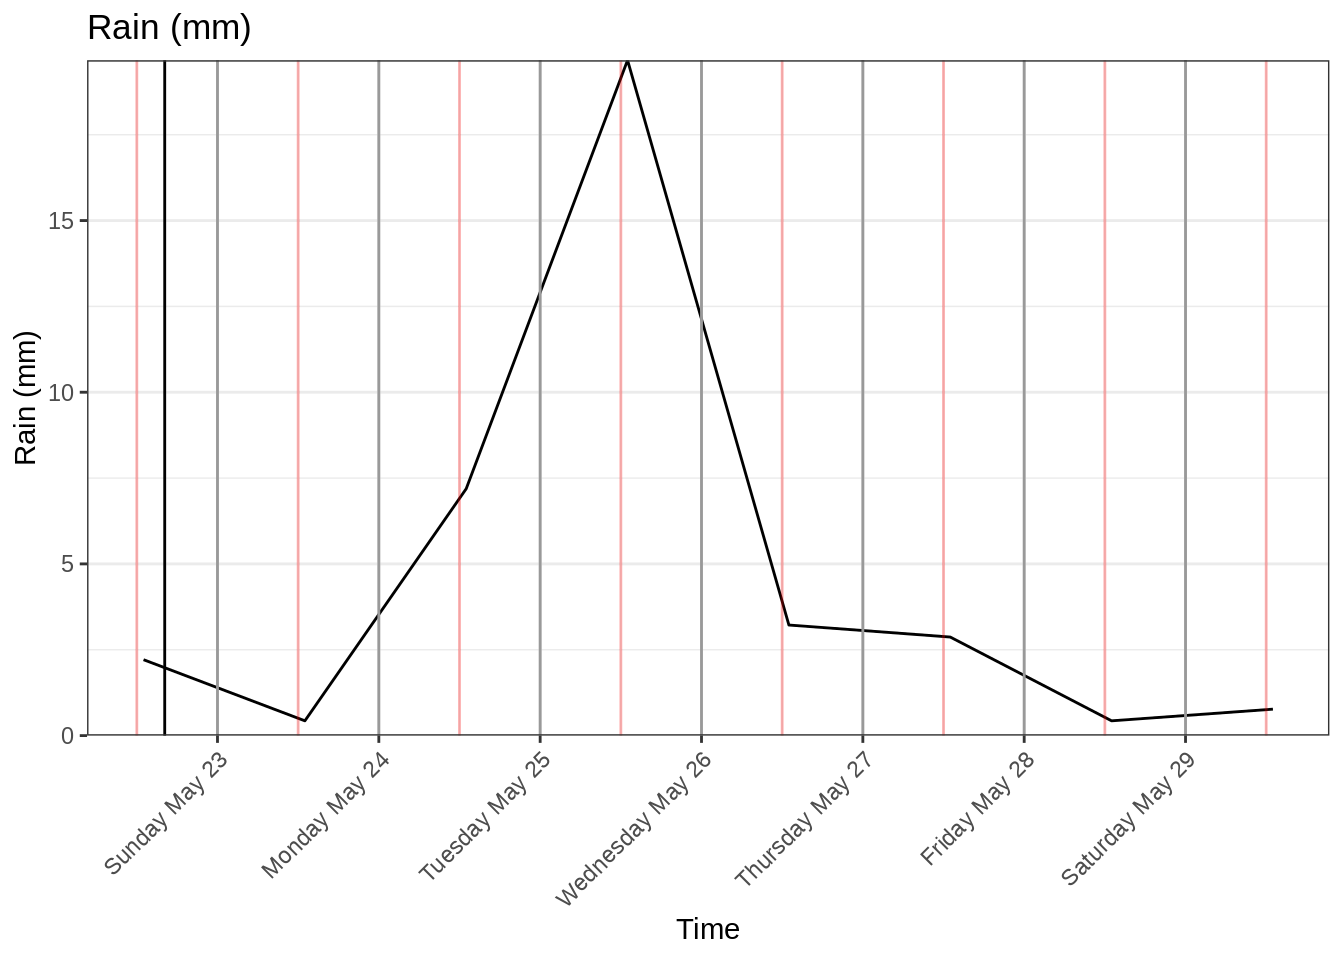 Rain (mm)
Rain (mm)
15
10
5
0
Sunday May 23
Monday May 24
Tuesday May 25
Wednesday May 26
Thursday May 27
Friday May 28
Saturday May 29
Time